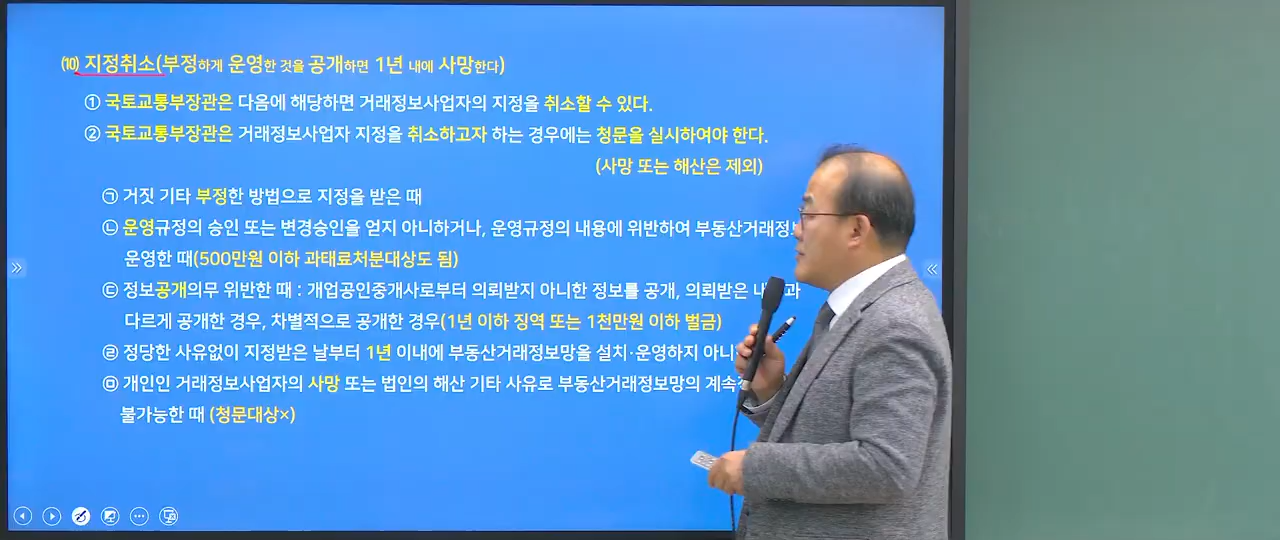 ⑽ 지정취소(부정하게 운영한 것을 공개하면 1년 내에 사망한다)
① 국토교통부장관은 다음에 해당하면 거래정보사업자의 지정을 취소할 수 있다.
② 국토교통부장관은 거래정보사업자 지정을 취소하고자 하는 경우에는 청문을 실시하여야 한다.
(사망 또는 해산은 제외)
㉠ 거짓 기타 부정한 방법으로 지정을 받은 때
㉡ 운영규정의 승인 또는 변경승인을 얻지 아니하거나, 운영규정의 내용에 위반하여
운영한 때(500만원 이하 과태료처분대상도 됨)
㉢ 정보공개의무 위반한 때 : 개업공인중개사로부터 의뢰받지 아니한 정보를 공개, 의뢰받은
다르게 공개한 경우, 차별적으로 공개한 경우(1년 이하 징역 또는 1천만원 이하 벌금)
㉣ 정당한 사유없이 지정받은 날부터 1년 이내에 부동산거래정보망을 설치·운영하지
㉤ 개인인 거래정보사업자의 사망 또는 법인의 해산 기타 사유로 부동산거래정보망의
불가능한 때 (청문대상×)